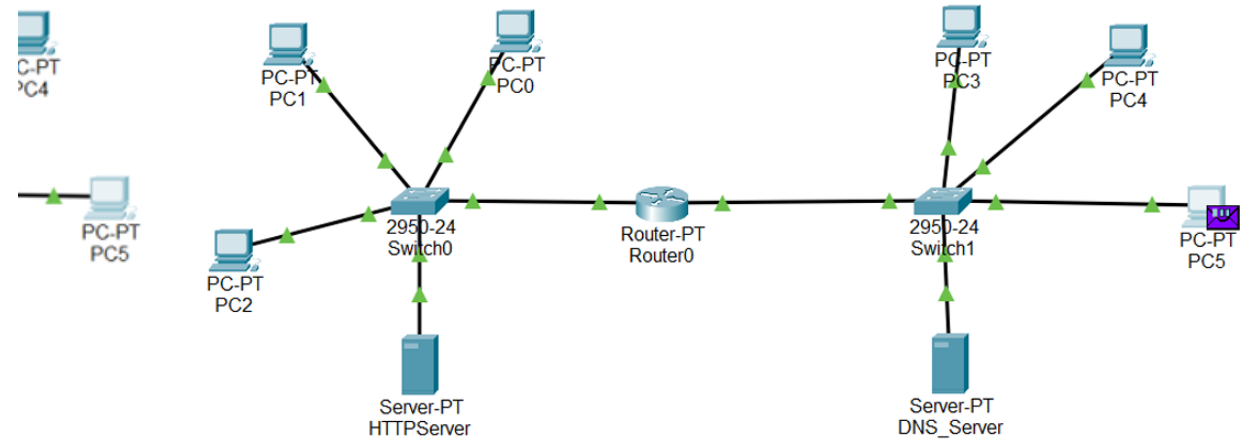 C-PT
PC4
PC-PT
PC5
PC-PT
PC1
PC-PT
PC0
PC-PT
PC2
2950-24
Switch0
Server-PT
HTTPServer
Router-PT
Router0
PC-PT
PC3
PC-PT
PC4
2950-24
Switch1
PC-PT
PC5
Server-PT
DNS_Server